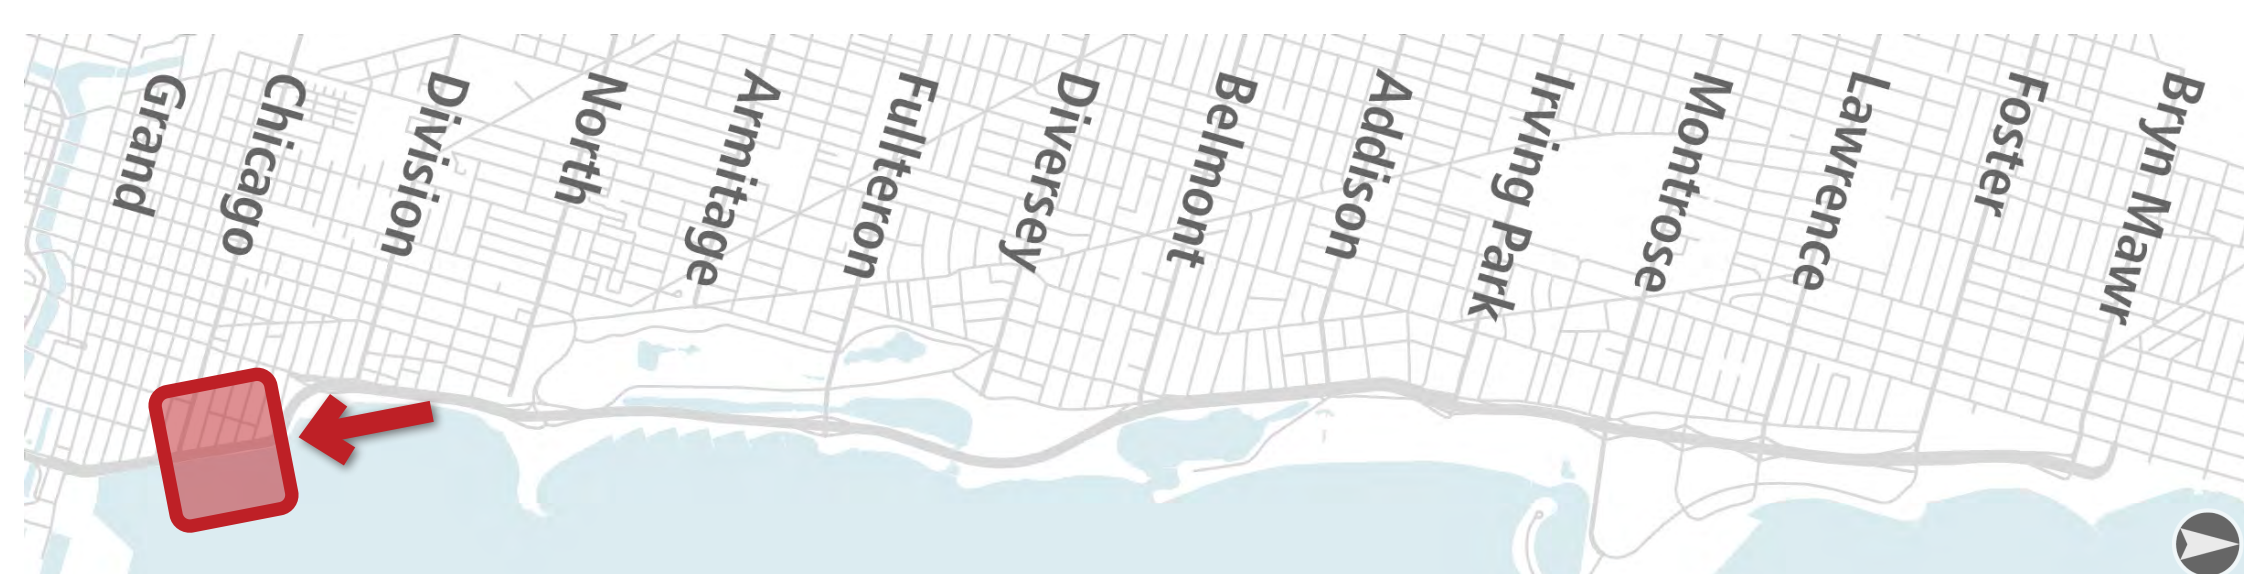 Grand
Chicago
Division
North
Armitage
Fullteron
Diversey
Belmont
Addison
Irving Park
Montrose
Lawrence
Foster
Bryn Mawr